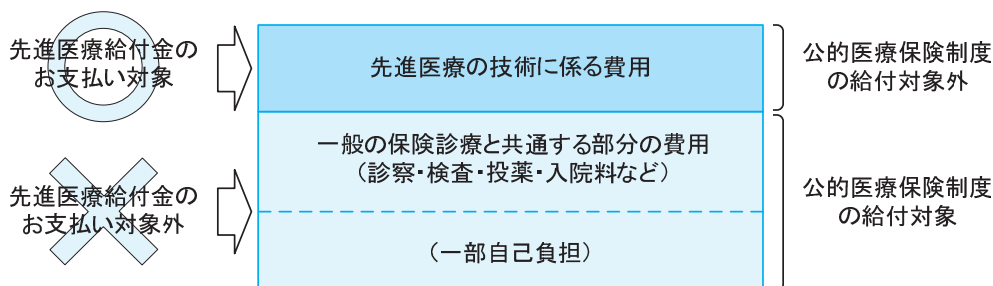 先進医療給付金の
お支払い対象
先進医療の技術に係る費用
公的医療保険制度
の給付対象外
一般の保険診療と共通する部分の費用
（診察・検査・投薬・入院料など）
先進医療給付金の
お支払い対象外
公的医療保険制度
の給付対象
（一部自己負担）